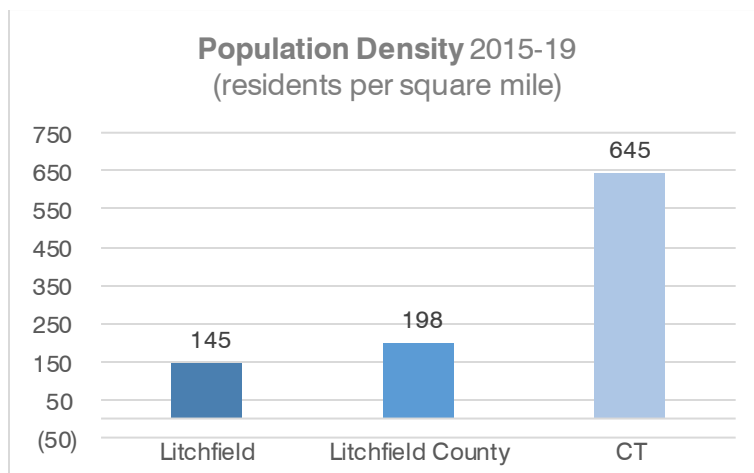 Population Density 2015-19
(residents per square mile)
750
650
550
450
350
250
150
50
(50)
145
198
645
Litchfield
Litchfield County
CT